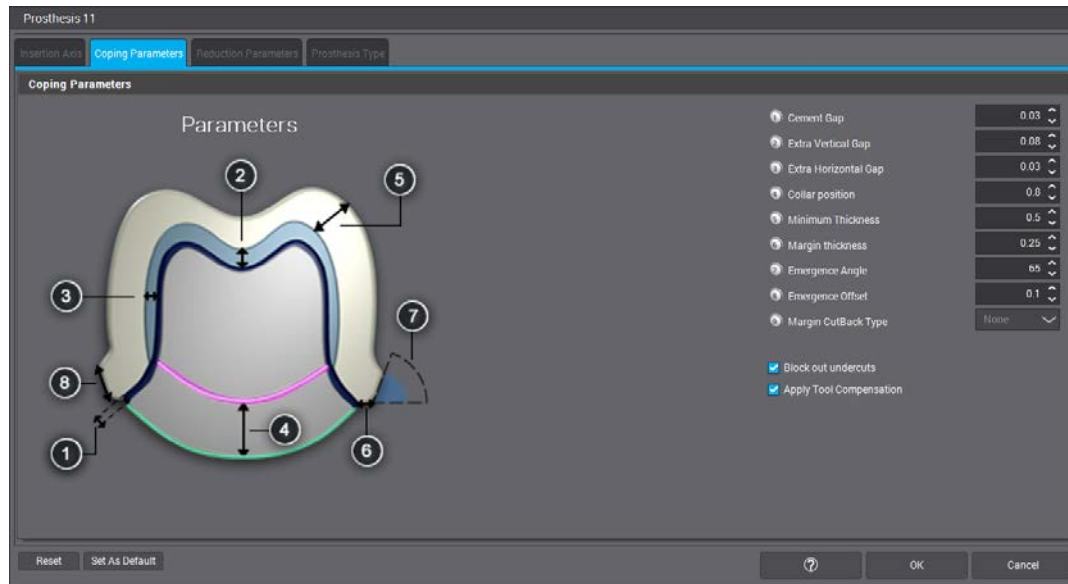 Prosthesis 11
Insertion Axis Coping Parameters Reduction Parameters Prosthesis Type
Coping Parameters
Parameters
2
5
3
7
8
4
1
6
Cement Gap 0.03
Extra Vertical Gap 0.08
Extra Horizontal Gap 0.03
Collar position 0.8
Minimum Thickness 0.5
Margin thickness 0.25
Emergence Angle 65
Emergence Offset 0.1
Margin CutBack Type None
Block out undercuts
Apply Tool Compensation
Reset Set As Default ? OK Cancel